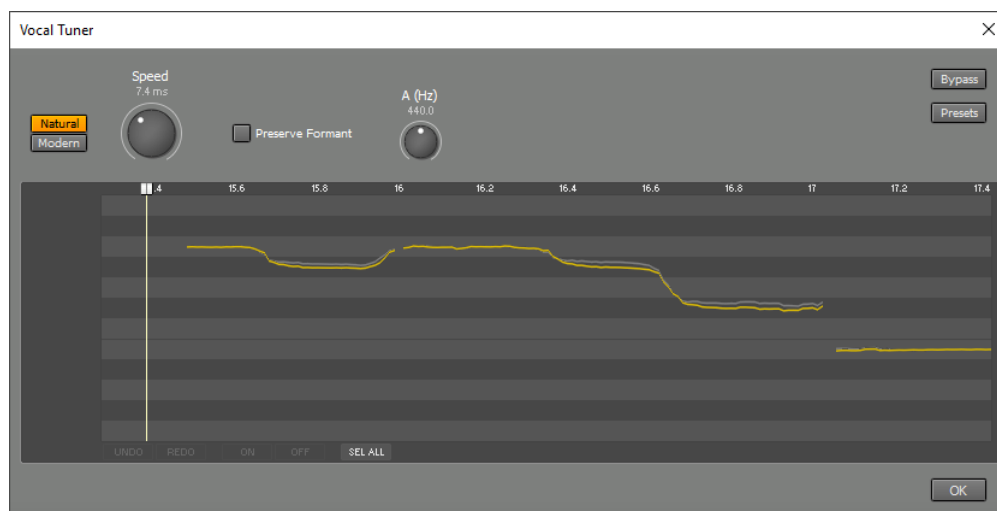 Vocal Tuner
Speed
7.4 ms
A (Hz)
440.0
Bypass
Presets
Natural
Modern
Preserve Formant
.4 15.6 15.8 16 16.2 16.4 16.6 16.8 17 17.2 17.4
UNDO REDO ON OFF SEL ALL
OK